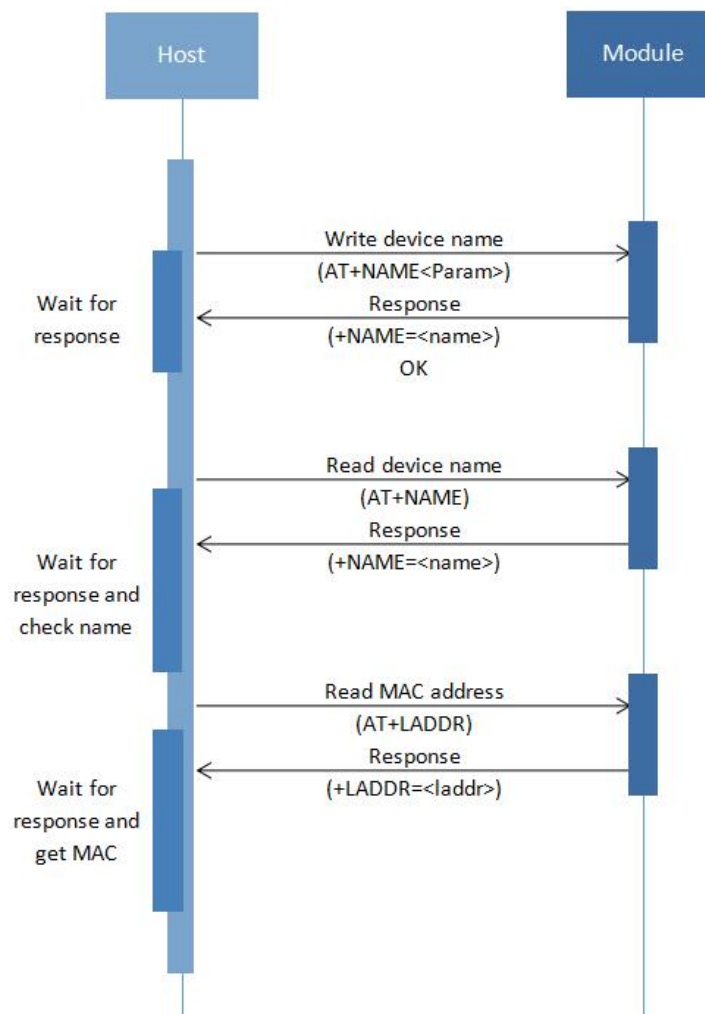 Host
Module
Write device name
(AT+NAME<Param>)
Wait for
response
Response
(+NAME=<name>)
OK
Read device name
(AT+NAME)
Wait for
response and
check name
Response
(+NAME=<name>)
Read MAC address
(AT+LADDR)
Wait for
response and
get MAC
Response
(+LADDR=<laddr>)